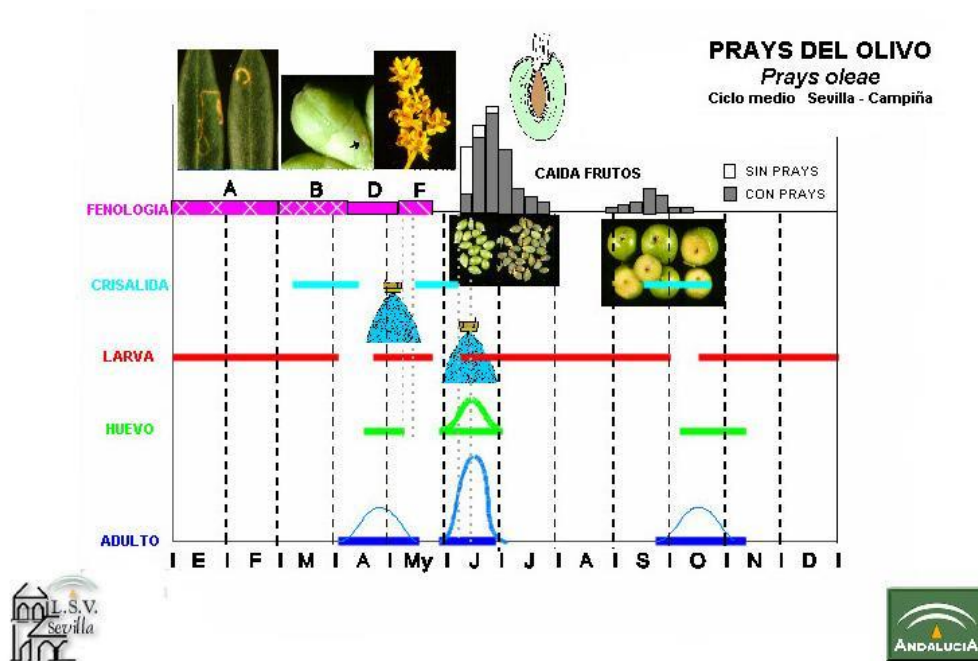 PRAYS DEL OLIVO
Prays oleae
Ciclo medio Sevilla - Campiña
CAIDA FRUTOS
SIN PRAYS
CON PRAYS
A B D F
FENOLOGIA
CRISALIDA
LARVA
HUEVO
ADULTO
E F M A My J J A S O N D
L.S.V.
Sevilla
ANDALUCIA